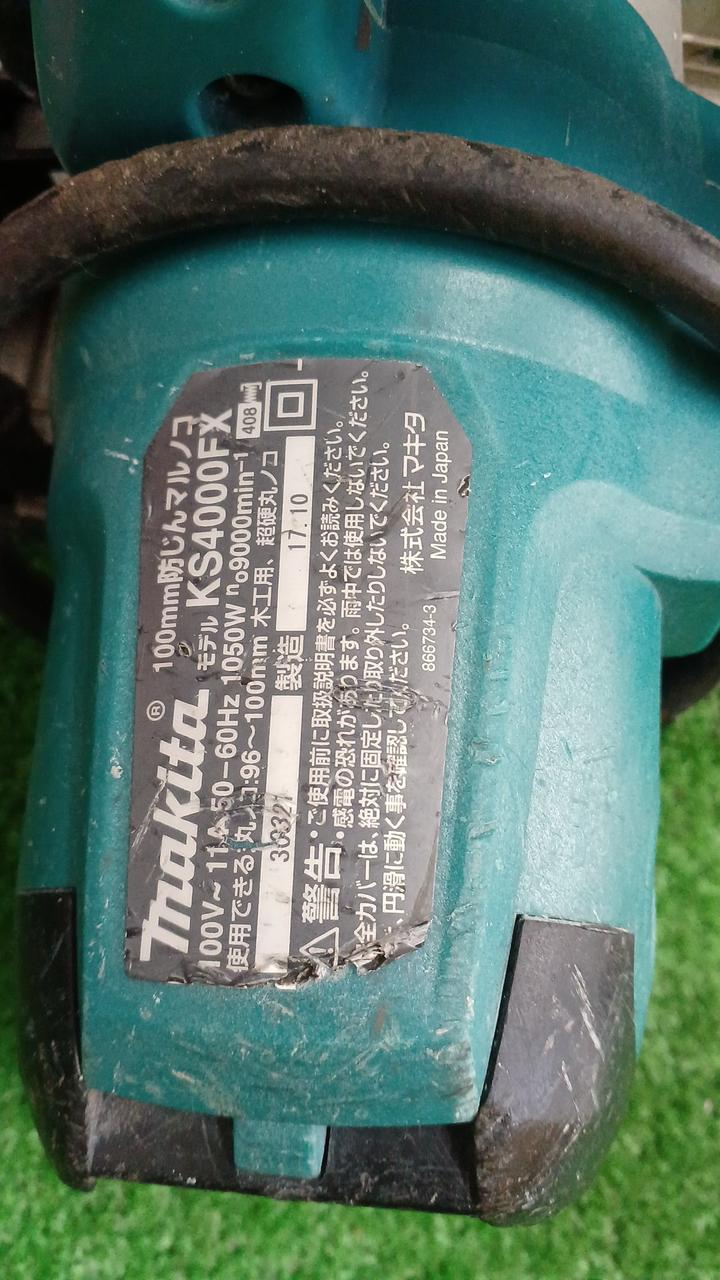 makita® 100mm防じんマルノコ
モデル KS4000FX
100V~ 11A 50-60Hz 1050W n₀9000min⁻¹
408
使用できる丸ノコ:96~100mm 木工用、超硬丸ノコ
製造 17.10
警告・ご使用前に取扱説明書を必ずよくお読みください。
・感電の恐れがあります。雨中では使用しないでください。
全カバーは、絶対に固定したり取り外したりしないでください。
円滑に動く事を確認してください。
株式会社マキタ
866734-3 Made in Japan